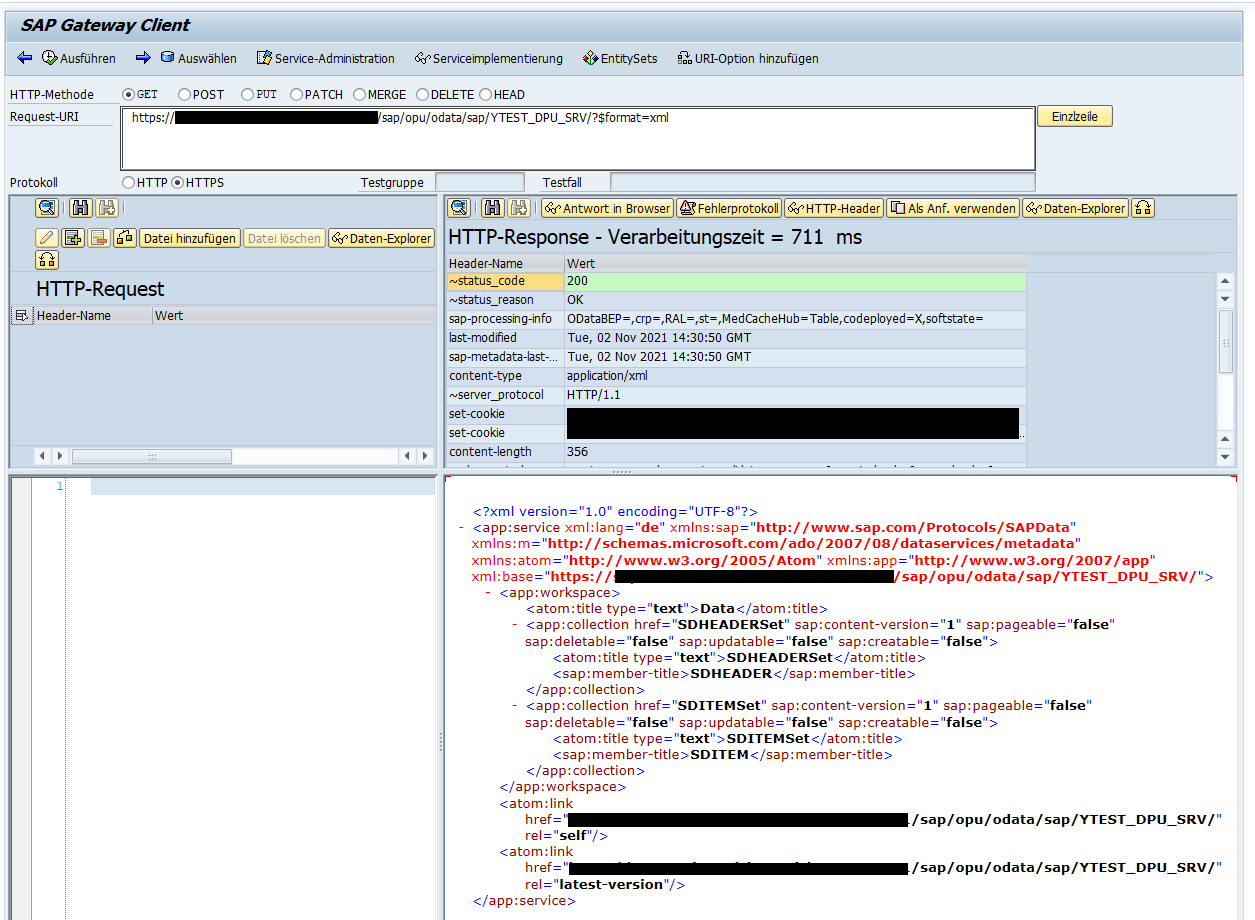 SAP Gateway Client
Ausführen Auswählen Service-Administration Serviceimplementierung EntitySets URI-Option hinzufügen
HTTP-Methode GET POST PUT PATCH MERGE DELETE HEAD
Request-URI https:// /sap/opu/odata/sap/YTEST_DPU_SRV/?$format=xml Einzlzeile
Protokoll HTTP HTTPS Testgruppe Testfall
Antwort in Browser Fehlerprotokoll HTTP-Header Als Anf. verwenden Daten-Explorer
Datei hinzufügen Datei löschen Daten-Explorer
HTTP-Request
Header-Name Wert
HTTP-Response - Verarbeitungszeit = 711 ms
Header-Name Wert
~status_code 200
~status_reason OK
sap-processing-info ODataBEP=,crp=,RAL=,st=,MedCacheHub=Table,codeployed=X,softstate=
last-modified Tue, 02 Nov 2021 14:30:50 GMT
sap-metadata-last-... Tue, 02 Nov 2021 14:30:50 GMT
content-type application/xml
~server_protocol HTTP/1.1
set-cookie
set-cookie ...
content-length 356
1
<?xml version="1.0" encoding="UTF-8"?>
- <app:service xml:lang="de" xmlns:sap="http://www.sap.com/Protocols/SAPData"
xmlns:m="http://schemas.microsoft.com/ado/2007/08/dataservices/metadata"
xmlns:atom="http://www.w3.org/2005/Atom" xmlns:app="http://www.w3.org/2007/app"
xml:base="https:// /sap/opu/odata/sap/YTEST_DPU_SRV/">
- <app:workspace>
<atom:title type="text">Data</atom:title>
- <app:collection href="SDHEADERSet" sap:content-version="1" sap:pageable="false"
sap:deletable="false" sap:updatable="false" sap:creatable="false">
<atom:title type="text">SDHEADERSet</atom:title>
<sap:member-title>SDHEADER</sap:member-title>
</app:collection>
- <app:collection href="SDITEMSet" sap:content-version="1" sap:pageable="false"
sap:deletable="false" sap:updatable="false" sap:creatable="false">
<atom:title type="text">SDITEMSet</atom:title>
<sap:member-title>SDITEM</sap:member-title>
</app:collection>
</app:workspace>
<atom:link
href=" /sap/opu/odata/sap/YTEST_DPU_SRV/"
rel="self"/>
<atom:link
href=" /sap/opu/odata/sap/YTEST_DPU_SRV/"
rel="latest-version"/>
</app:service>